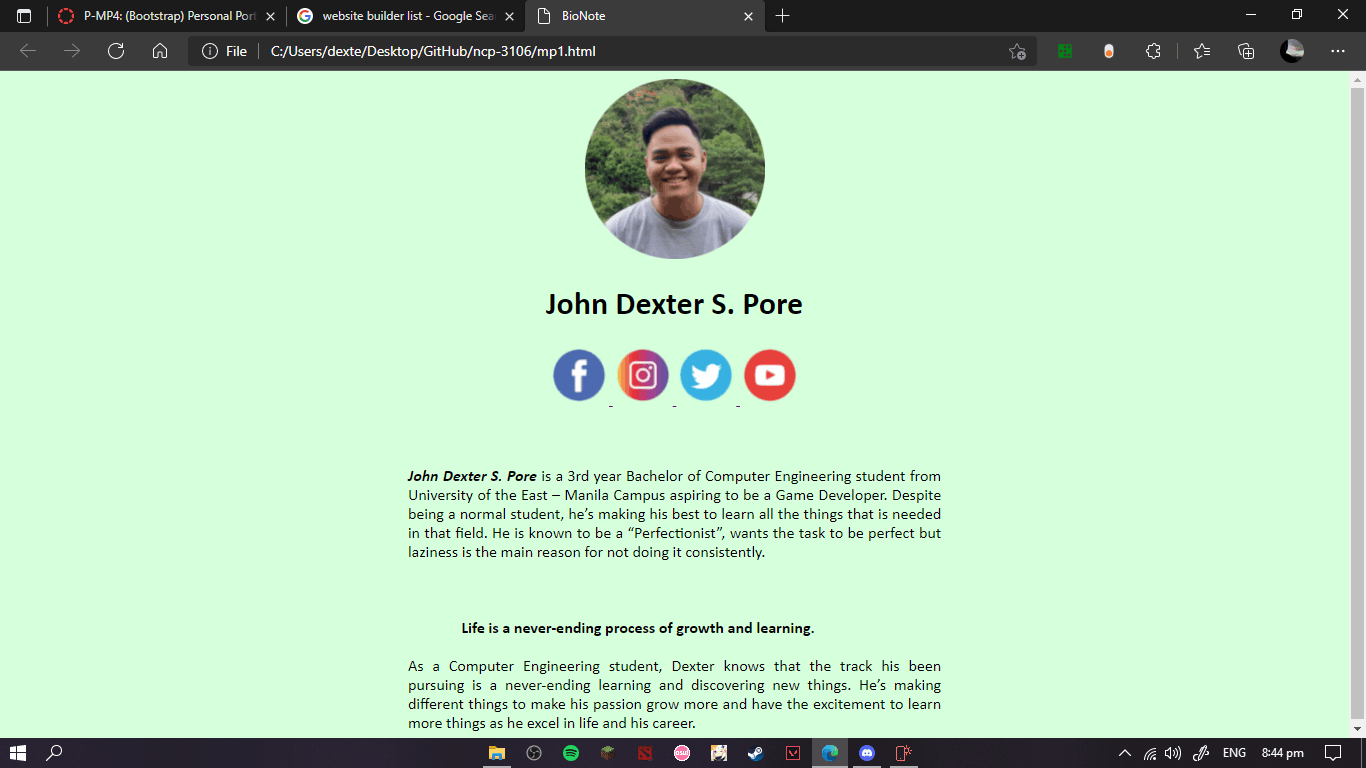 P-MP4: (Bootstrap) Personal Port
website builder list - Google Sea
BioNote
File
C:/Users/dexte/Desktop/GitHub/ncp-3106/mp1.html
John Dexter S. Pore
John Dexter S. Pore is a 3rd year Bachelor of Computer Engineering student from
University of the East – Manila Campus aspiring to be a Game Developer. Despite
being a normal student, he’s making his best to learn all the things that is needed
in that field. He is known to be a “Perfectionist”, wants the task to be perfect but
laziness is the main reason for not doing it consistently.
Life is a never-ending process of growth and learning.
As a Computer Engineering student, Dexter knows that the track his been
pursuing is a never-ending learning and discovering new things. He’s making
different things to make his passion grow more and have the excitement to learn
more things as he excel in life and his career.
osu!
ENG
8:44 pm